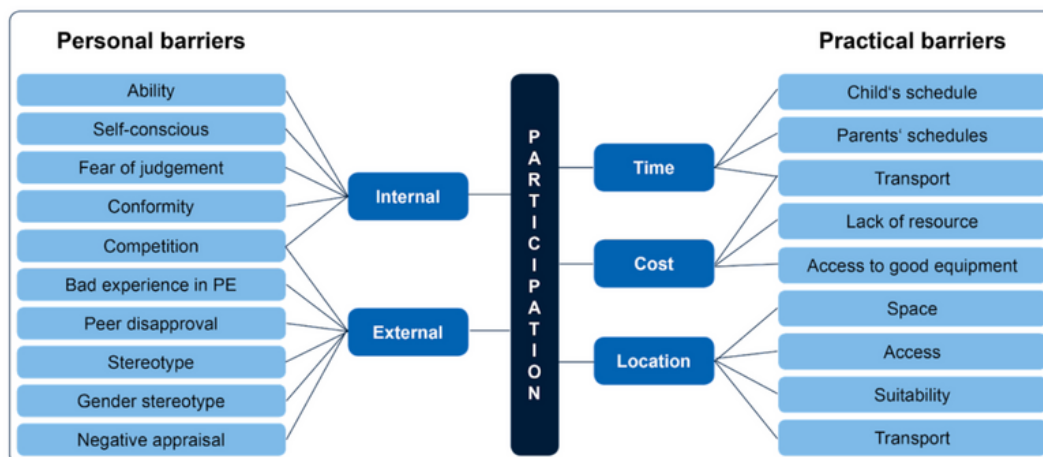 Personal barriers
Ability
Self-conscious
Fear of judgement
Conformity
Competition
Bad experience in PE
Peer disapproval
Stereotype
Gender stereotype
Negative appraisal
Internal
External
PARTICIPATION
Time
Cost
Location
Practical barriers
Child‘s schedule
Parents‘ schedules
Transport
Lack of resource
Access to good equipment
Space
Access
Suitability
Transport